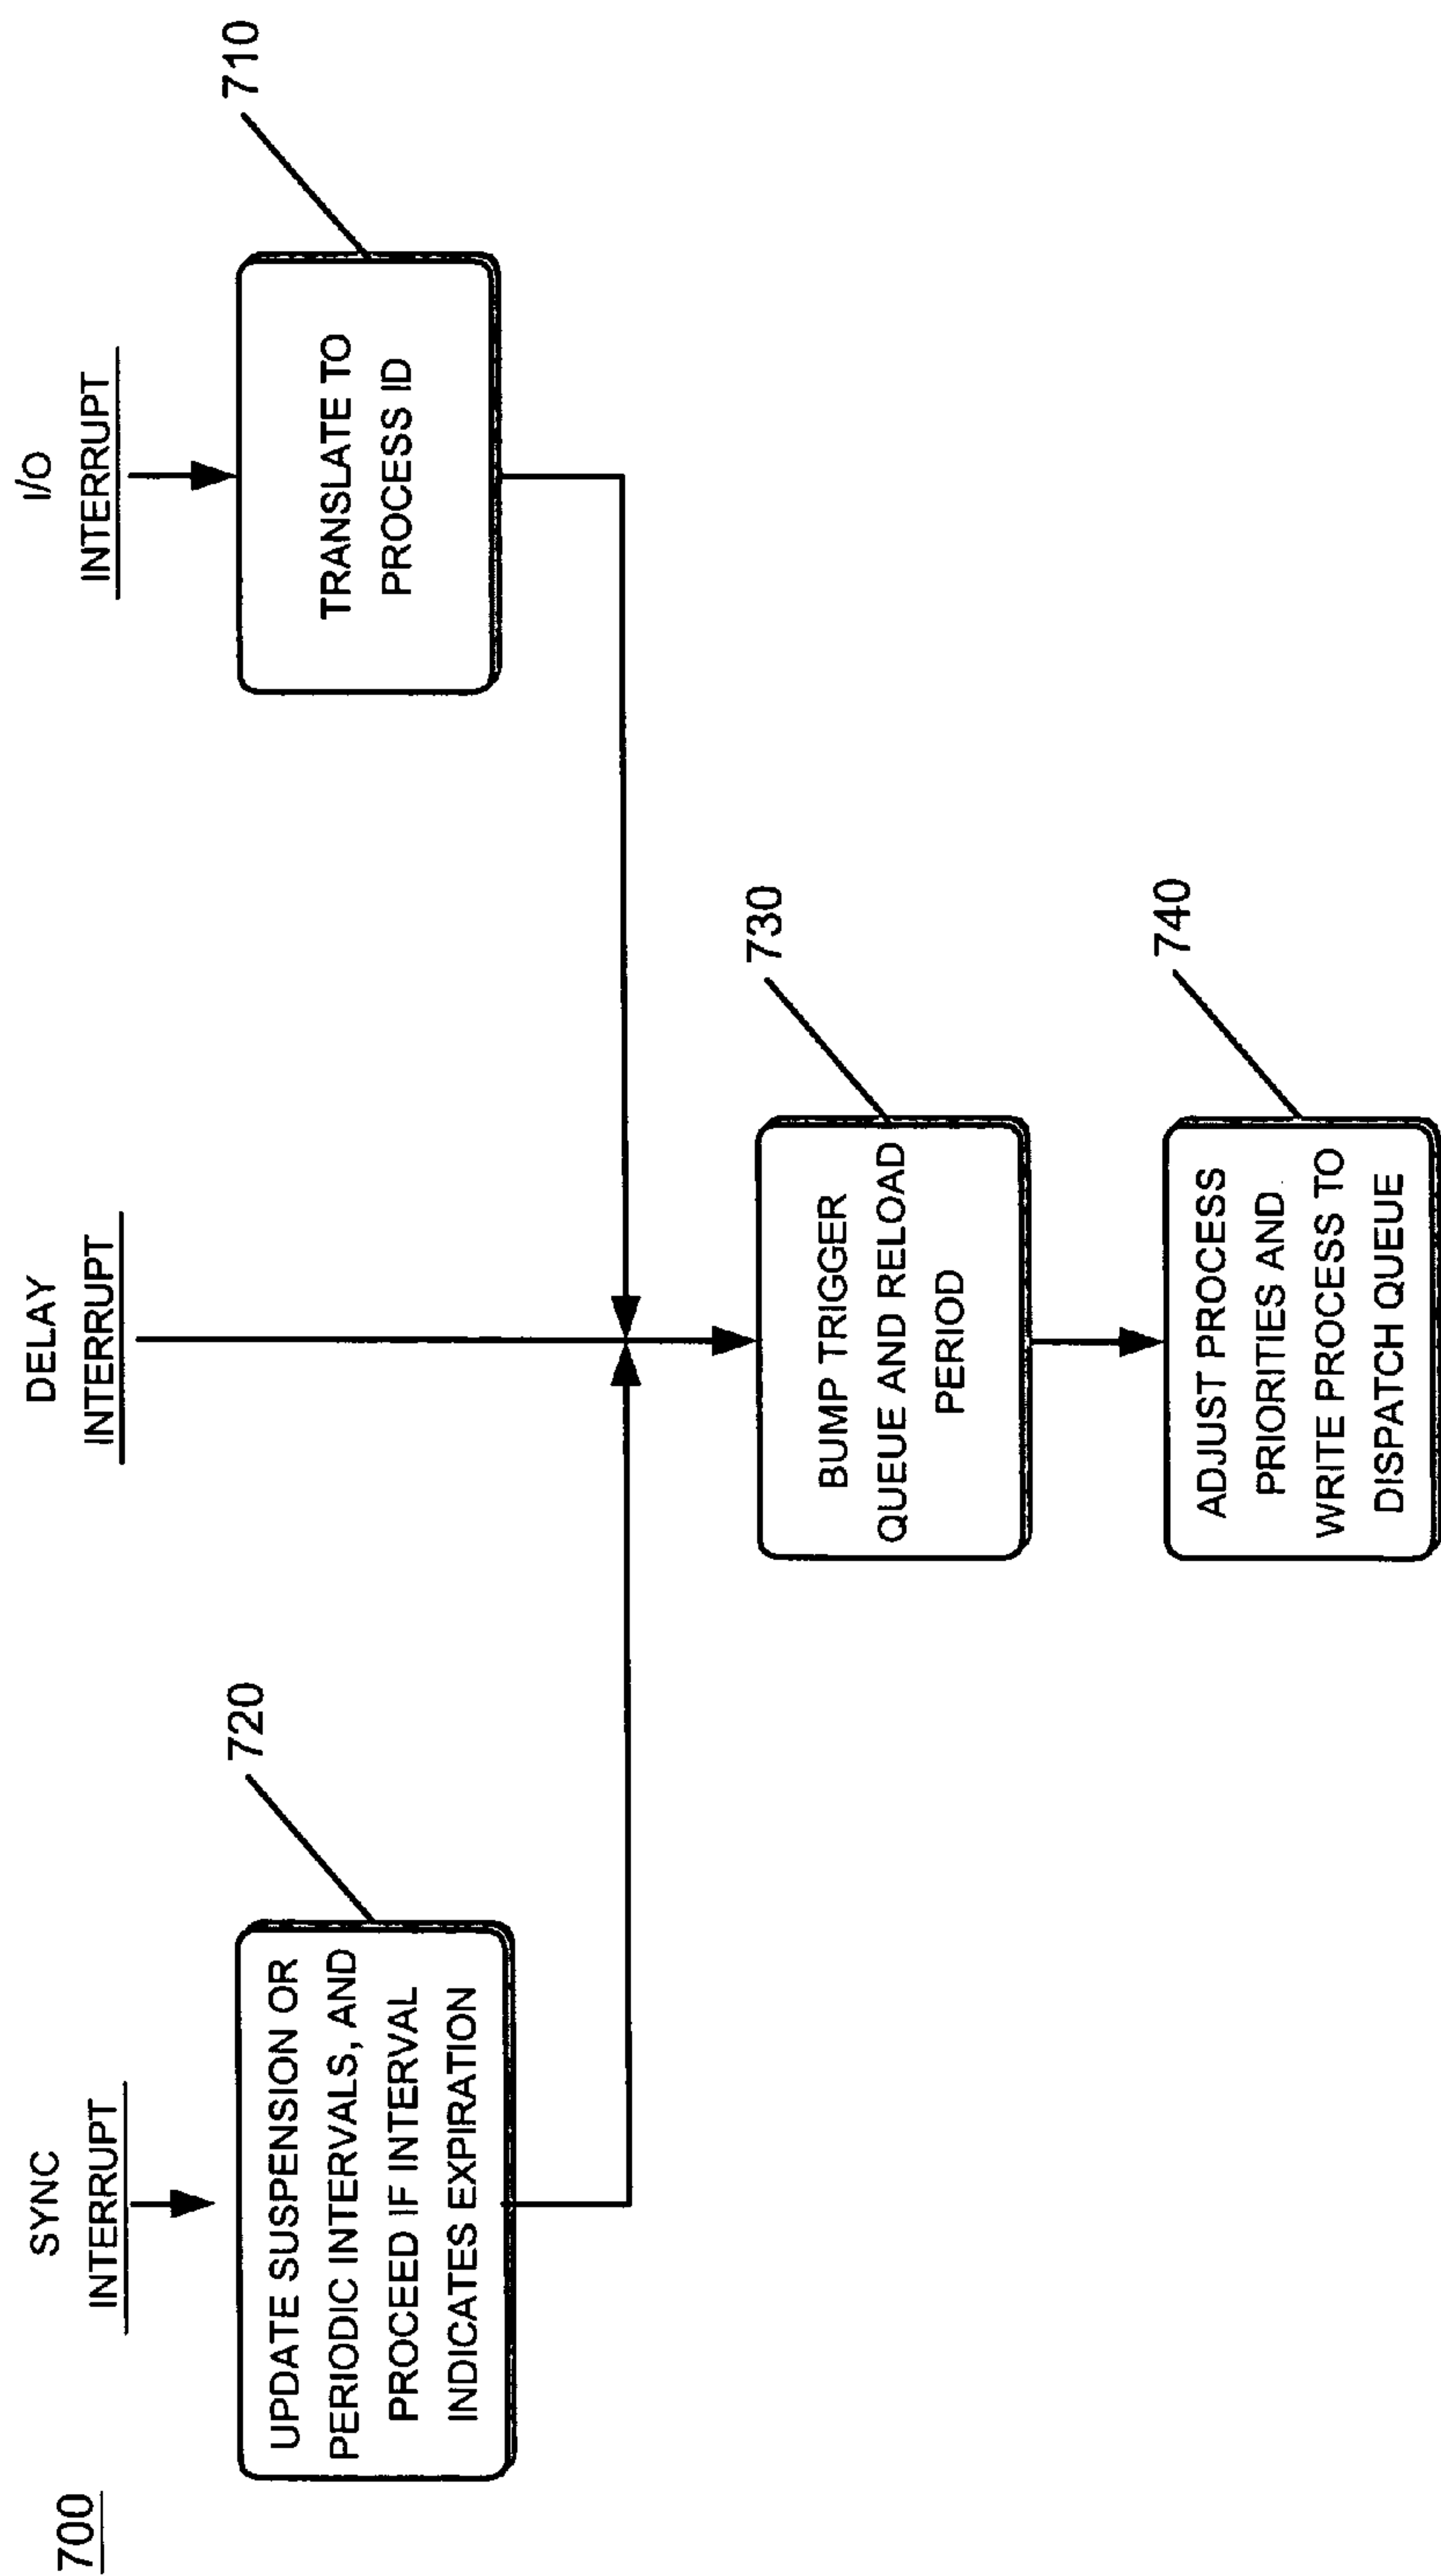 700
SYNC
INTERRUPT
DELAY
INTERRUPT
I/O
INTERRUPT
720
UPDATE SUSPENSION OR
PERIODIC INTERVALS, AND
PROCEED IF INTERVAL
INDICATES EXPIRATION
710
TRANSLATE TO
PROCESS ID
730
BUMP TRIGGER
QUEUE AND RELOAD
PERIOD
740
ADJUST PROCESS
PRIORITIES AND
WRITE PROCESS TO
DISPATCH QUEUE